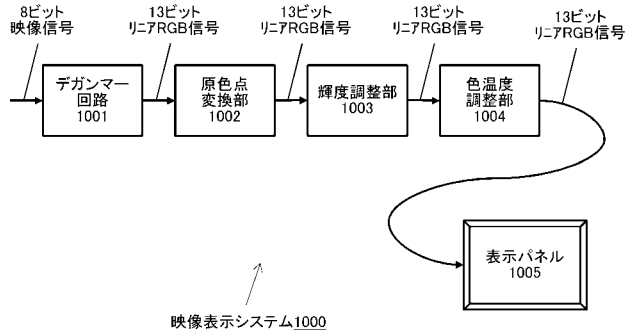 8ビット
映像信号
13ビット
リニアRGB信号
13ビット
リニアRGB信号
13ビット
リニアRGB信号
13ビット
リニアRGB信号
デガンマー
回路
1001
原色点
変換部
1002
輝度調整部
1003
色温度
調整部
1004
表示パネル
1005
映像表示システム1000